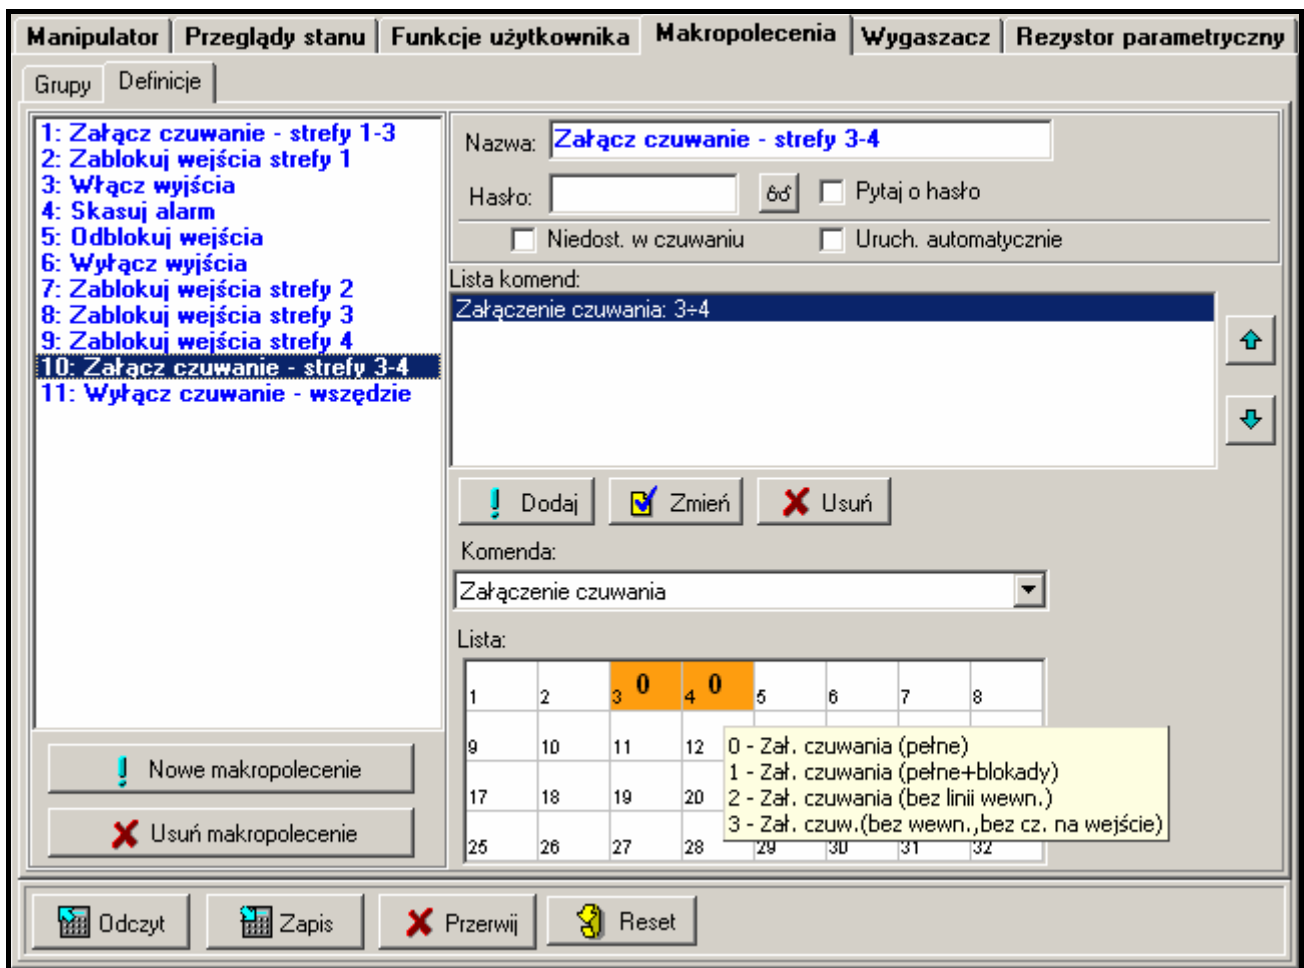 Manipulator Przeglądy stanu Funkcje użytkownika Makropolecenia Wygaszacz Rezystor parametryczny
Grupy Definicje
1: Załącz czuwanie - strefy 1-3
2: Zablokuj wejścia strefy 1
3: Włącz wyjścia
4: Skasuj alarm
5: Odblokuj wejścia
6: Wyłącz wyjścia
7: Zablokuj wejścia strefy 2
8: Zablokuj wejścia strefy 3
9: Zablokuj wejścia strefy 4
10: Załącz czuwanie - strefy 3-4
11: Wyłącz czuwanie - wszędzie
Nowe makropolecenie
Usuń makropolecenie
Nazwa: Załącz czuwanie - strefy 3-4
Hasło: Pytaj o hasło
Niedost. w czuwaniu Uruch. automatycznie
Lista komend:
Załączenie czuwania: 3÷4
Dodaj Zmień Usuń
Komenda:
Załączenie czuwania
Lista:
1 2 3 0 4 0 5 6 7 8
9 10 11 12
17 18 19 20
25 26 27 28 29 30 31 32
0 - Zał. czuwania (pełne)
1 - Zał. czuwania (pełne+blokady)
2 - Zał. czuwania (bez linii wewn.)
3 - Zał. czuw.(bez wewn.,bez cz. na wejście)
Odczyt Zapis Przerwij Reset